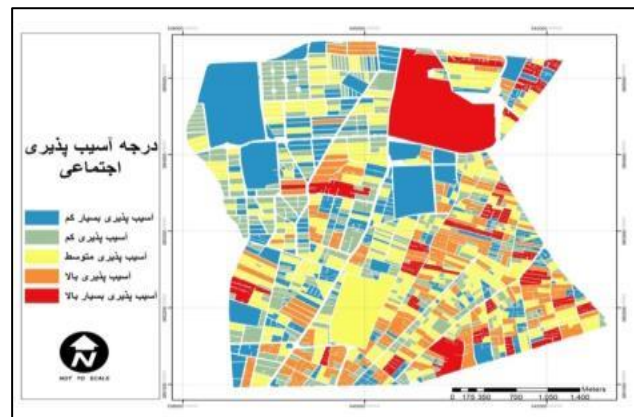 درجه آسیب پذیری
اجتماعی
آسیب پذیری بسیار کم
آسیب پذیری کم
آسیب پذیری متوسط
آسیب پذیری بالا
آسیب پذیری بسیار بالا
N
NOT TO SCALE
Meters
0 175 350 700 1,050 1,400